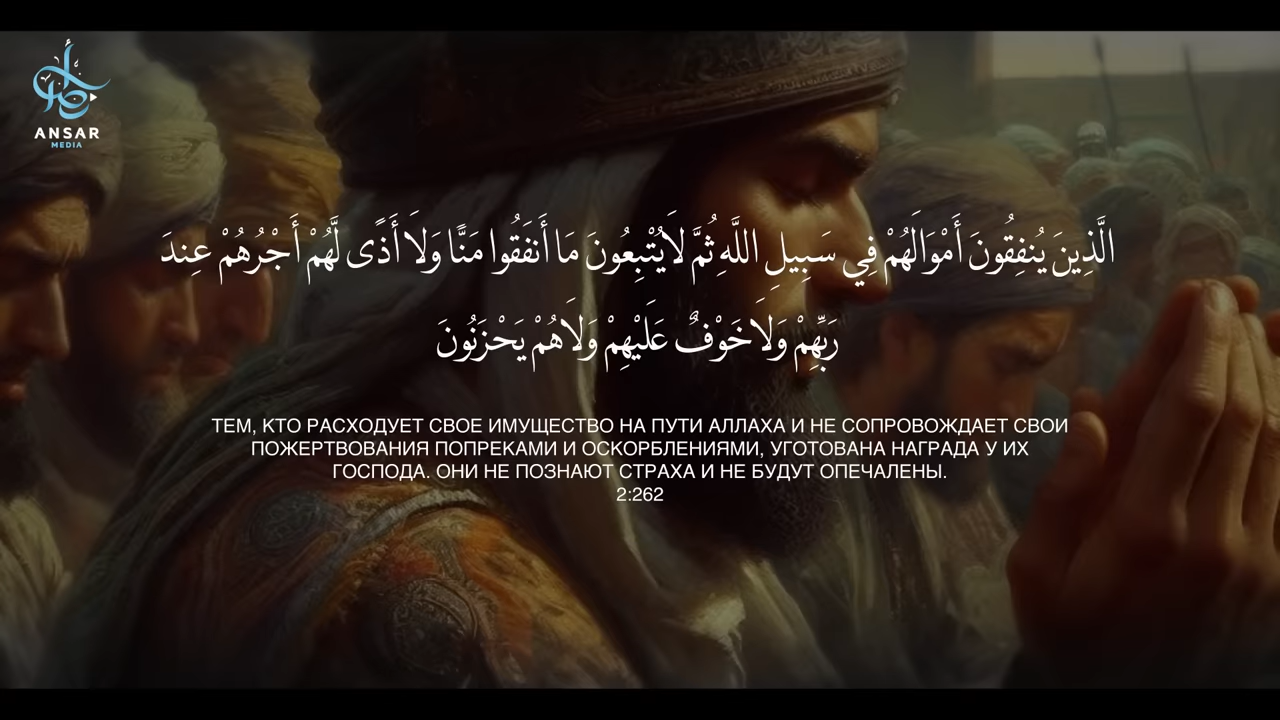 ANSAR
MEDIA
الَّذِينَ يُنفِقُونَ أَمْوَالَهُمْ فِي سَبِيلِ اللَّهِ ثُمَّ لَا يُتْبِعُونَ مَا أَنفَقُوا مَنًّا وَلَا أَذًى لَّهُمْ أَجْرُهُمْ عِندَ
رَبِّهِمْ وَلَا خَوْفٌ عَلَيْهِمْ وَلَا هُمْ يَحْزَنُونَ
ТЕМ, КТО РАСХОДУЕТ СВОЕ ИМУЩЕСТВО НА ПУТИ АЛЛАХА И НЕ СОПРОВОЖДАЕТ СВОИ
ПОЖЕРТВОВАНИЯ ПОПРЕКАМИ И ОСКОРБЛЕНИЯМИ, УГОТОВАНА НАГРАДА У ИХ
ГОСПОДА. ОНИ НЕ ПОЗНАЮТ СТРАХА И НЕ БУДУТ ОПЕЧАЛЕНЫ.
2:262